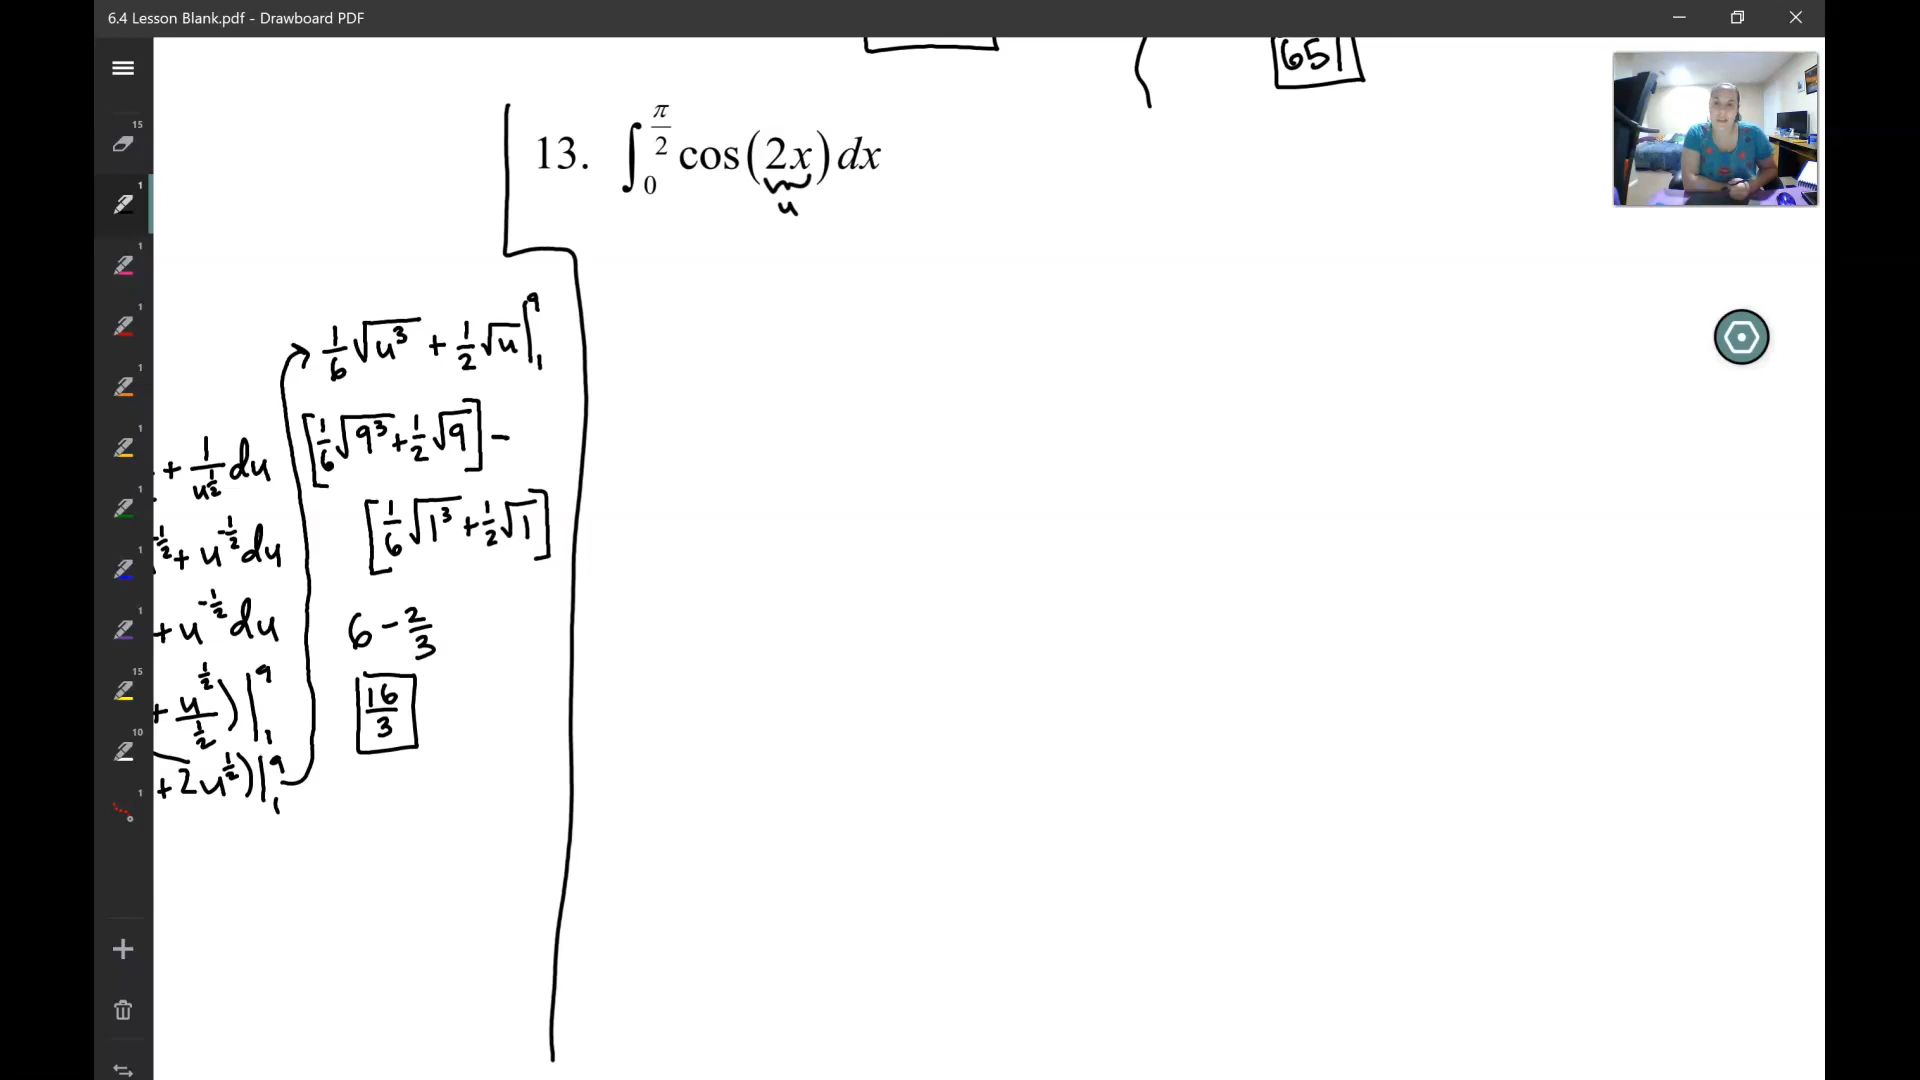 6.4 Lesson Blank.pdf - Drawboard PDF
651
13. ∫₀^(π/2) cos(2x) dx
u
1/6 √u³ + 1/2 √u |₁⁹
[1/6 √9³ + 1/2 √9] −
[1/6 √1³ + 1/2 √1]
6 − 2/3
16/3
+ 1/u^(1/2) du
+ u^(-1/2) du
+ u^(-1/2) du
+ u^(1/2)/(1/2)) |₁⁹
+ 2u^(1/2)) |₁⁹
15
1
1
1
1
1
1
1
1
15
10
1